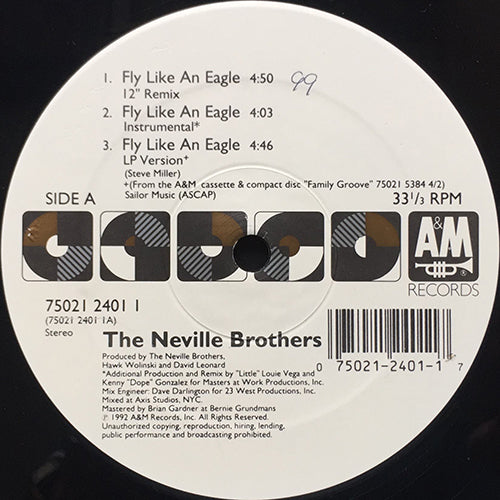 1. Fly Like An Eagle 4:50 99
12" Remix
2. Fly Like An Eagle 4:03
Instrumental*
3. Fly Like An Eagle 4:46
LP Version+
(Steve Miller)
+(From the A&M cassette & compact disc "Family Groove" 75021 5384 4/2)
SIDE A Sailor Music (ASCAP) 33 1/3 RPM
A&M
RECORDS
75021 2401 1
(75021 2401 1A)
Stereo The Neville Brothers
Produced by The Neville Brothers,
Hawk Wolinski and David Leonard
*Additional Production and Remix by "Little" Louie Vega and
Kenny "Dope" Gonzalez for Masters at Work Productions, Inc.
Mix Engineer: Dave Darlington for 23 West Productions, Inc.
Mixed at Axis Studios, NYC.
Mastered by Brian Gardner at Bernie Grundmans
℗ 1992 A&M Records, Inc. All Rights Reserved.
Unauthorized copying, reproduction, hiring, lending,
public performance and broadcasting prohibited.
0 75021-2401-1 7